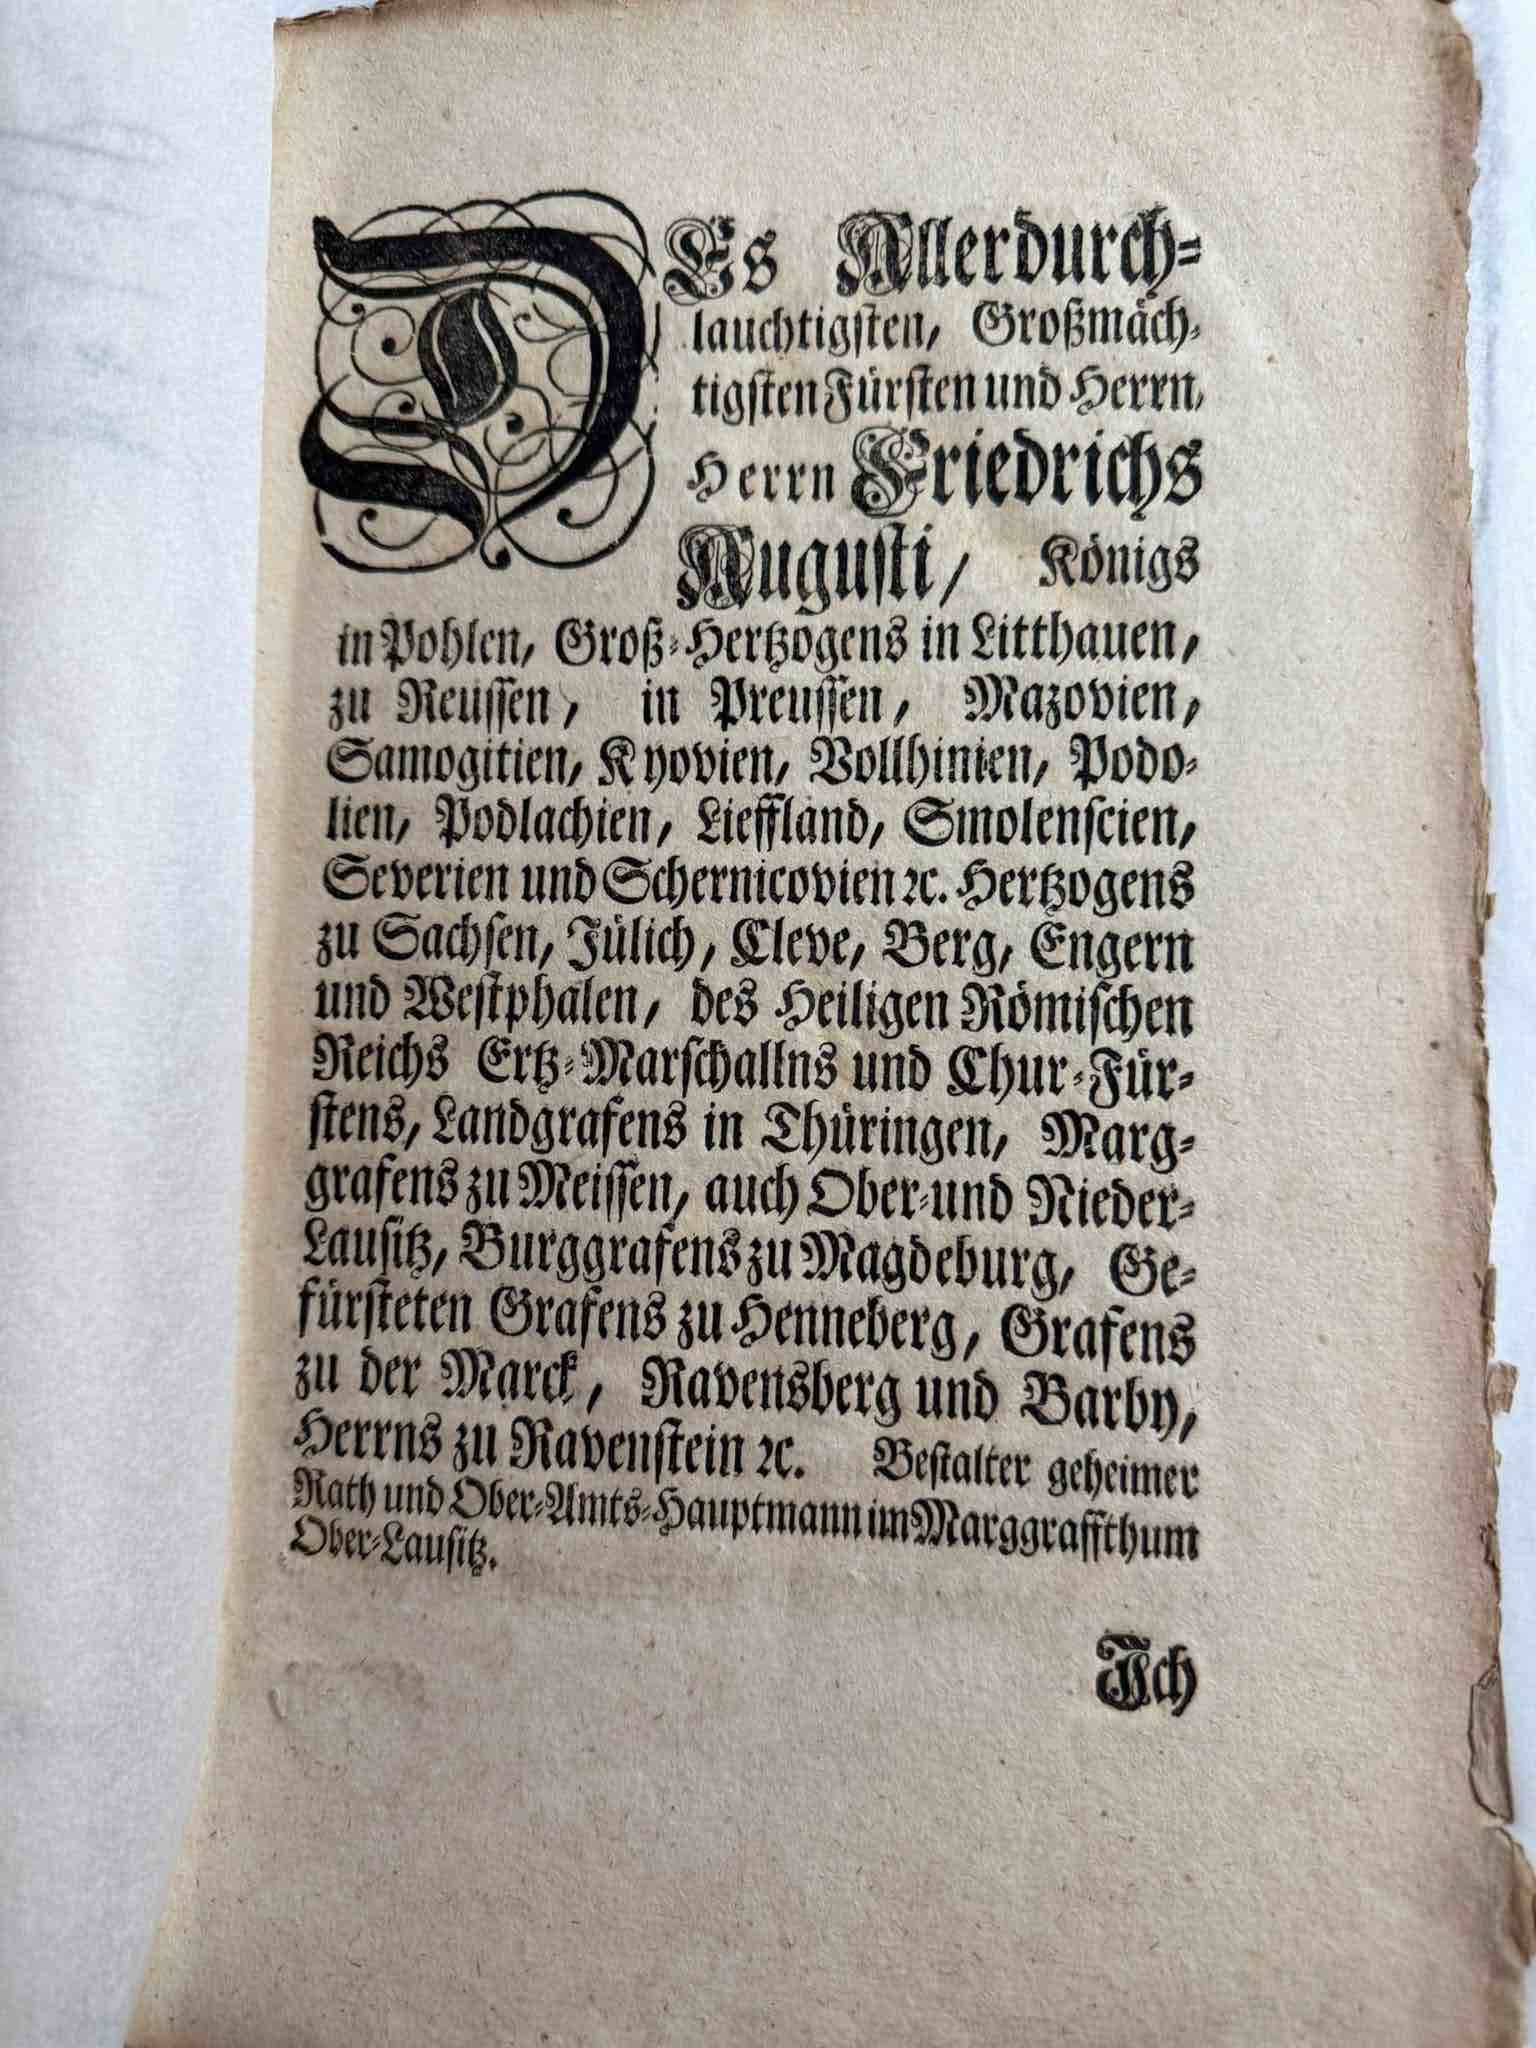 DEs Allerdurch=
lauchtigsten, Großmäch=
tigsten Fürsten und Herrn,
Herrn Friedrichs
Augusti, Königs
in Pohlen, Groß=Hertzogens in Litthauen,
zu Reussen, in Preussen, Mazovien,
Samogitien, Kyovien, Vollhinien, Podo=
lien, Podlachien, Lieffland, Smolenscien,
Severien und Schernicovien ꝛc. Hertzogens
zu Sachsen, Jülich, Cleve, Berg, Engern
und Westphalen, des Heiligen Römischen
Reichs Ertz=Marschallns und Chur=Für=
stens, Landgrafens in Thüringen, Marg=
grafens zu Meissen, auch Ober=und Nieder=
Lausitz, Burggrafens zu Magdeburg, Ge=
fürsteten Grafens zu Henneberg, Grafens
zu der Marck, Ravensberg und Barby,
Herrns zu Ravenstein ꝛc. Bestalter geheimer
Rath und Ober=Amts=Hauptmann im Marggraffthum
Ober=Lausitz.
Ich